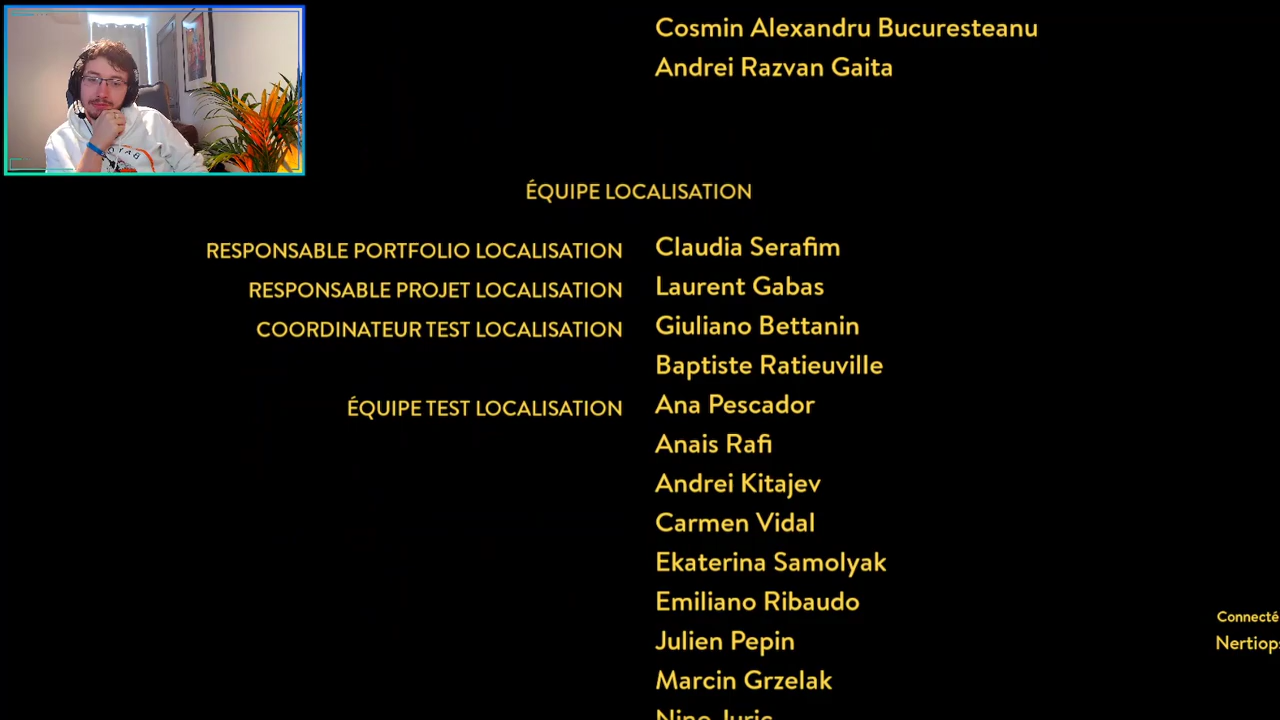 Cosmin Alexandru Bucuresteanu
Andrei Razvan Gaita
ÉQUIPE LOCALISATION
RESPONSABLE PORTFOLIO LOCALISATION Claudia Serafim
RESPONSABLE PROJET LOCALISATION Laurent Gabas
COORDINATEUR TEST LOCALISATION Giuliano Bettanin
Baptiste Ratieuville
ÉQUIPE TEST LOCALISATION Ana Pescador
Anais Rafi
Andrei Kitajev
Carmen Vidal
Ekaterina Samolyak
Emiliano Ribaudo
Connecté
Julien Pepin
Nertiops
Marcin Grzelak